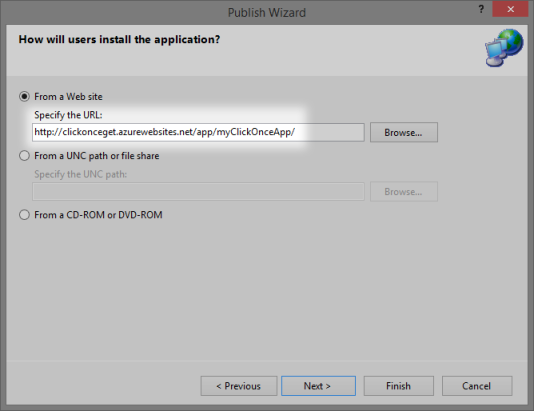 Publish Wizard
?
How will users install the application?
From a Web site
Specify the URL:
http://clickonceget.azurewebsites.net/app/myClickOnceApp/
Browse...
From a UNC path or file share
Specify the UNC path:
Browse...
From a CD-ROM or DVD-ROM
< Previous
Next >
Finish
Cancel